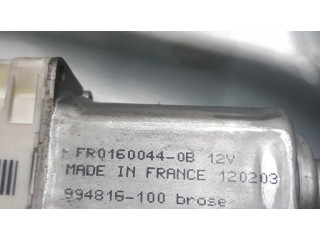 FR0160044-0B 12V
MADE IN FRANCE 120203
994816-100 brose